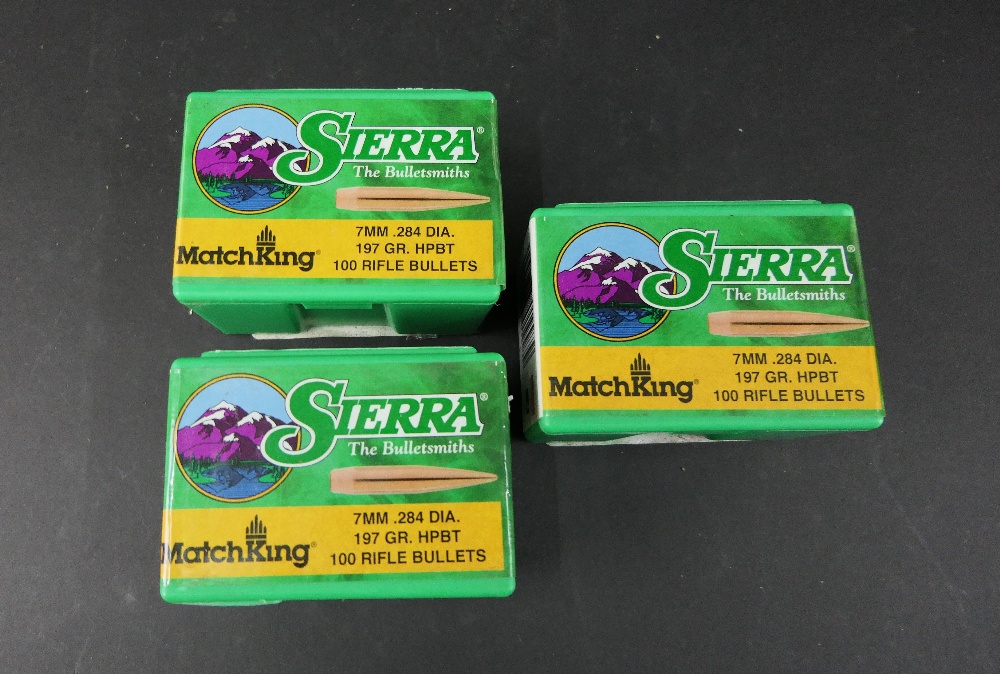 SIERRA®
The Bulletsmiths
MatchKing®
7MM .284 DIA.
197 GR. HPBT
100 RIFLE BULLETS
SIERRA®
The Bulletsmiths
MatchKing®
7MM .284 DIA.
197 GR. HPBT
100 RIFLE BULLETS
SIERRA®
The Bulletsmiths
MatchKing®
7MM .284 DIA.
197 GR. HPBT
100 RIFLE BULLETS